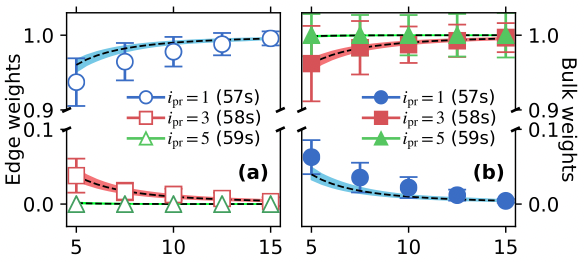 1.0
0.9
0.1
0.0
Edge weights
i_pr = 1 (57s)
i_pr = 3 (58s)
i_pr = 5 (59s)
(a)
5 10 15
1.0
0.9
0.1
0.0
Bulk weights
i_pr = 1 (57s)
i_pr = 3 (58s)
i_pr = 5 (59s)
(b)
5 10 15